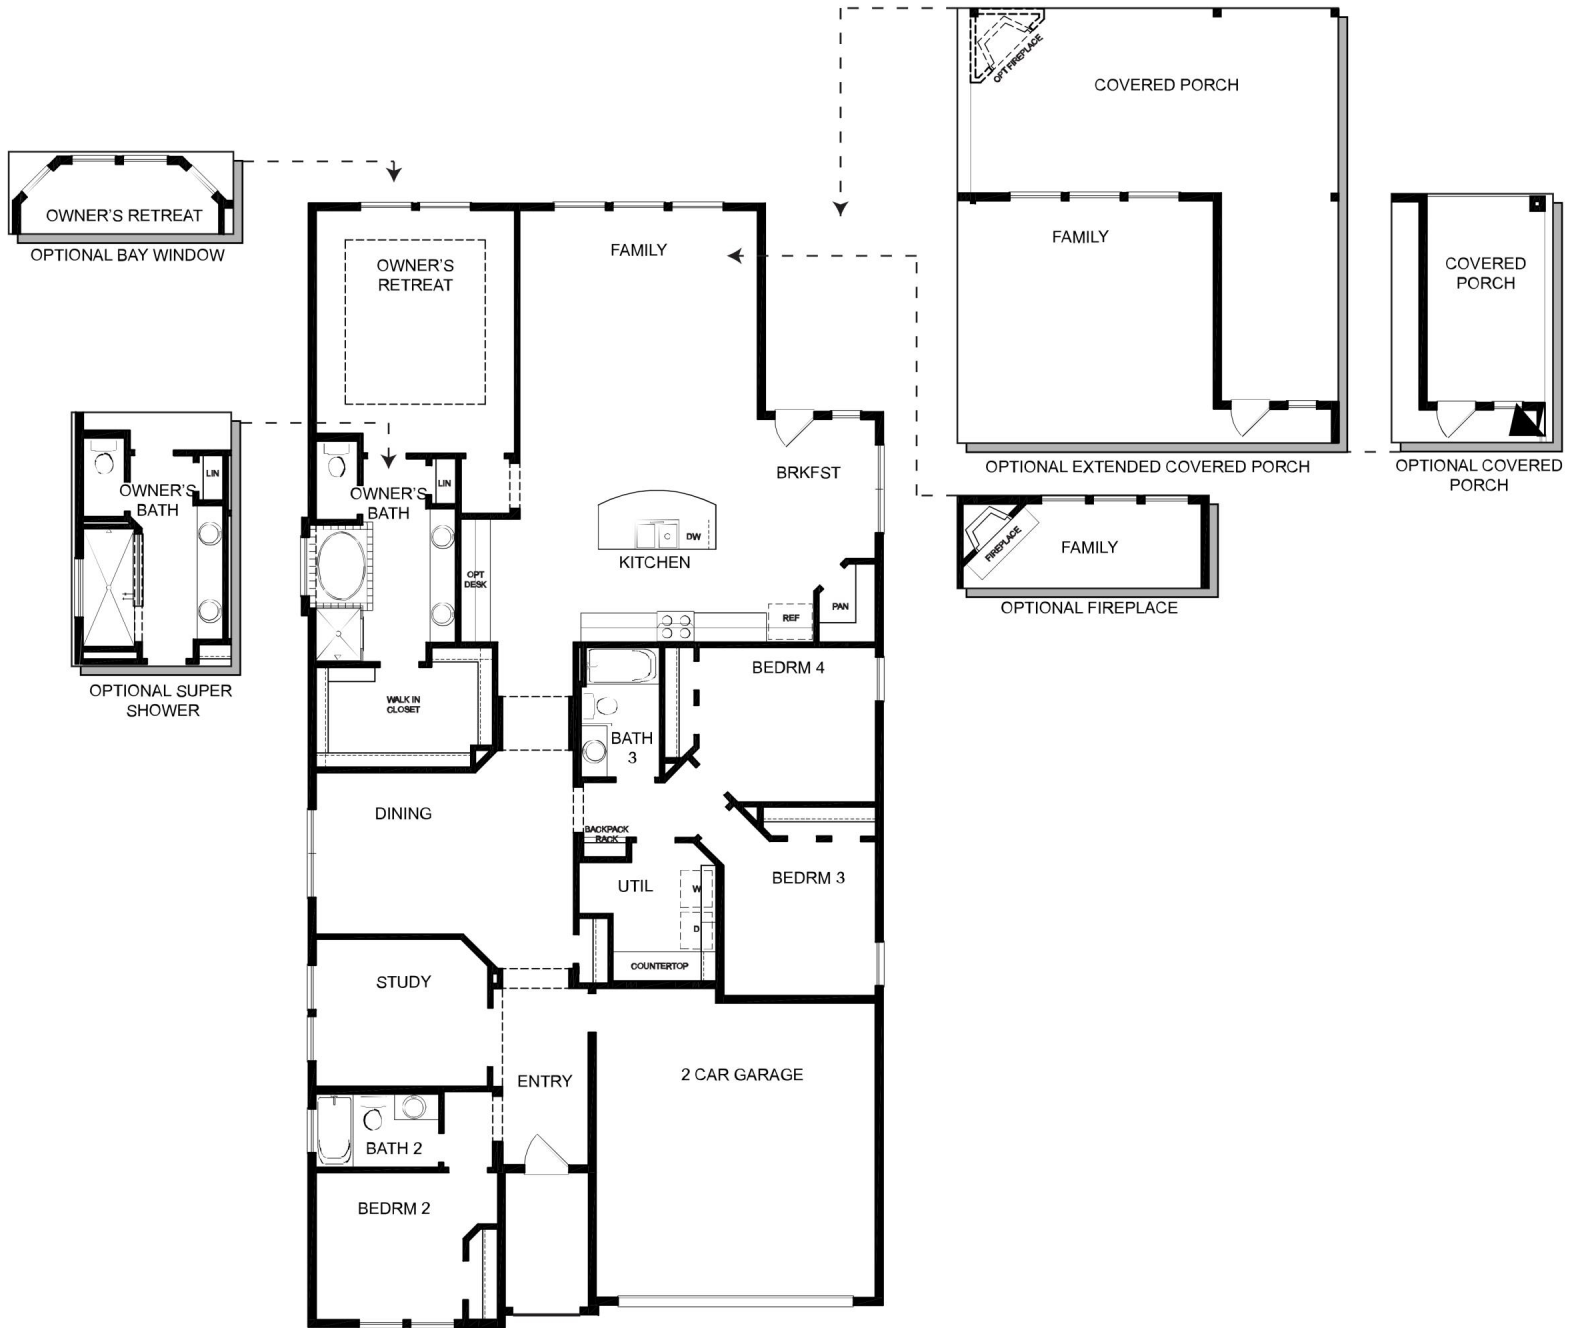 OPT FIREPLACE
COVERED PORCH
OWNER'S RETREAT
OPTIONAL BAY WINDOW
FAMILY
OWNER'S
RETREAT
FAMILY
COVERED
PORCH
OPTIONAL EXTENDED COVERED PORCH
OPTIONAL COVERED
PORCH
LIN
OWNER'S
BATH
OPTIONAL SUPER
SHOWER
LIN
OWNER'S
BATH
BRKFST
DW
KITCHEN
OPT
DESK
REF
PAN
FIREPLACE
FAMILY
OPTIONAL FIREPLACE
WALK IN
CLOSET
BEDRM 4
BATH
3
DINING
BACKPACK
RACK
UTIL
W
D
BEDRM 3
COUNTERTOP
STUDY
ENTRY
2 CAR GARAGE
BATH 2
BEDRM 2